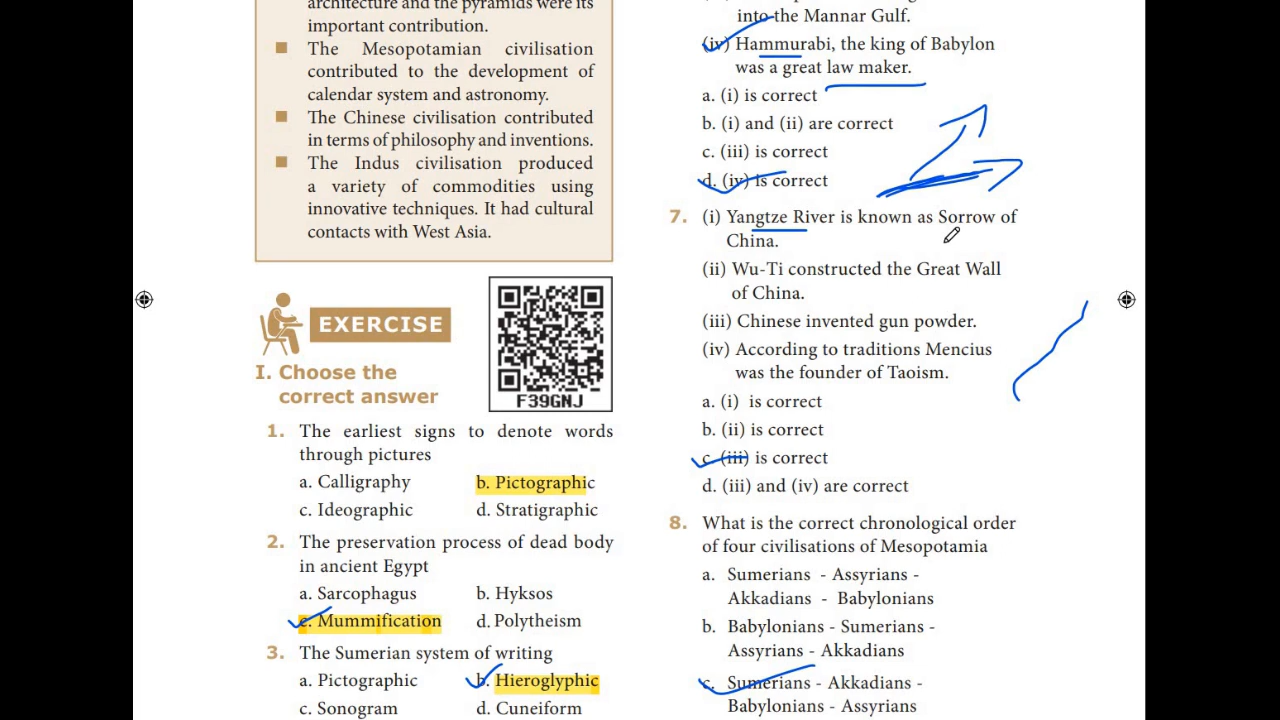 architecture and the pyramids were its
important contribution.
The Mesopotamian civilisation
contributed to the development of
calendar system and astronomy.
The Chinese civilisation contributed
in terms of philosophy and inventions.
The Indus civilisation produced
a variety of commodities using
innovative techniques. It had cultural
contacts with West Asia.
EXERCISE
F39GNJ
I. Choose the
correct answer
1. The earliest signs to denote words
through pictures
a. Calligraphy b. Pictographic
c. Ideographic d. Stratigraphic
2. The preservation process of dead body
in ancient Egypt
a. Sarcophagus b. Hyksos
c. Mummification d. Polytheism
3. The Sumerian system of writing
a. Pictographic b. Hieroglyphic
c. Sonogram d. Cuneiform
into the Mannar Gulf.
(iv) Hammurabi, the king of Babylon
was a great law maker.
a. (i) is correct
b. (i) and (ii) are correct
c. (iii) is correct
d. (iv) is correct
7. (i) Yangtze River is known as Sorrow of
China.
(ii) Wu-Ti constructed the Great Wall
of China.
(iii) Chinese invented gun powder.
(iv) According to traditions Mencius
was the founder of Taoism.
a. (i) is correct
b. (ii) is correct
c. (iii) is correct
d. (iii) and (iv) are correct
8. What is the correct chronological order
of four civilisations of Mesopotamia
a. Sumerians - Assyrians -
Akkadians - Babylonians
b. Babylonians - Sumerians -
Assyrians - Akkadians
c. Sumerians - Akkadians -
Babylonians - Assyrians